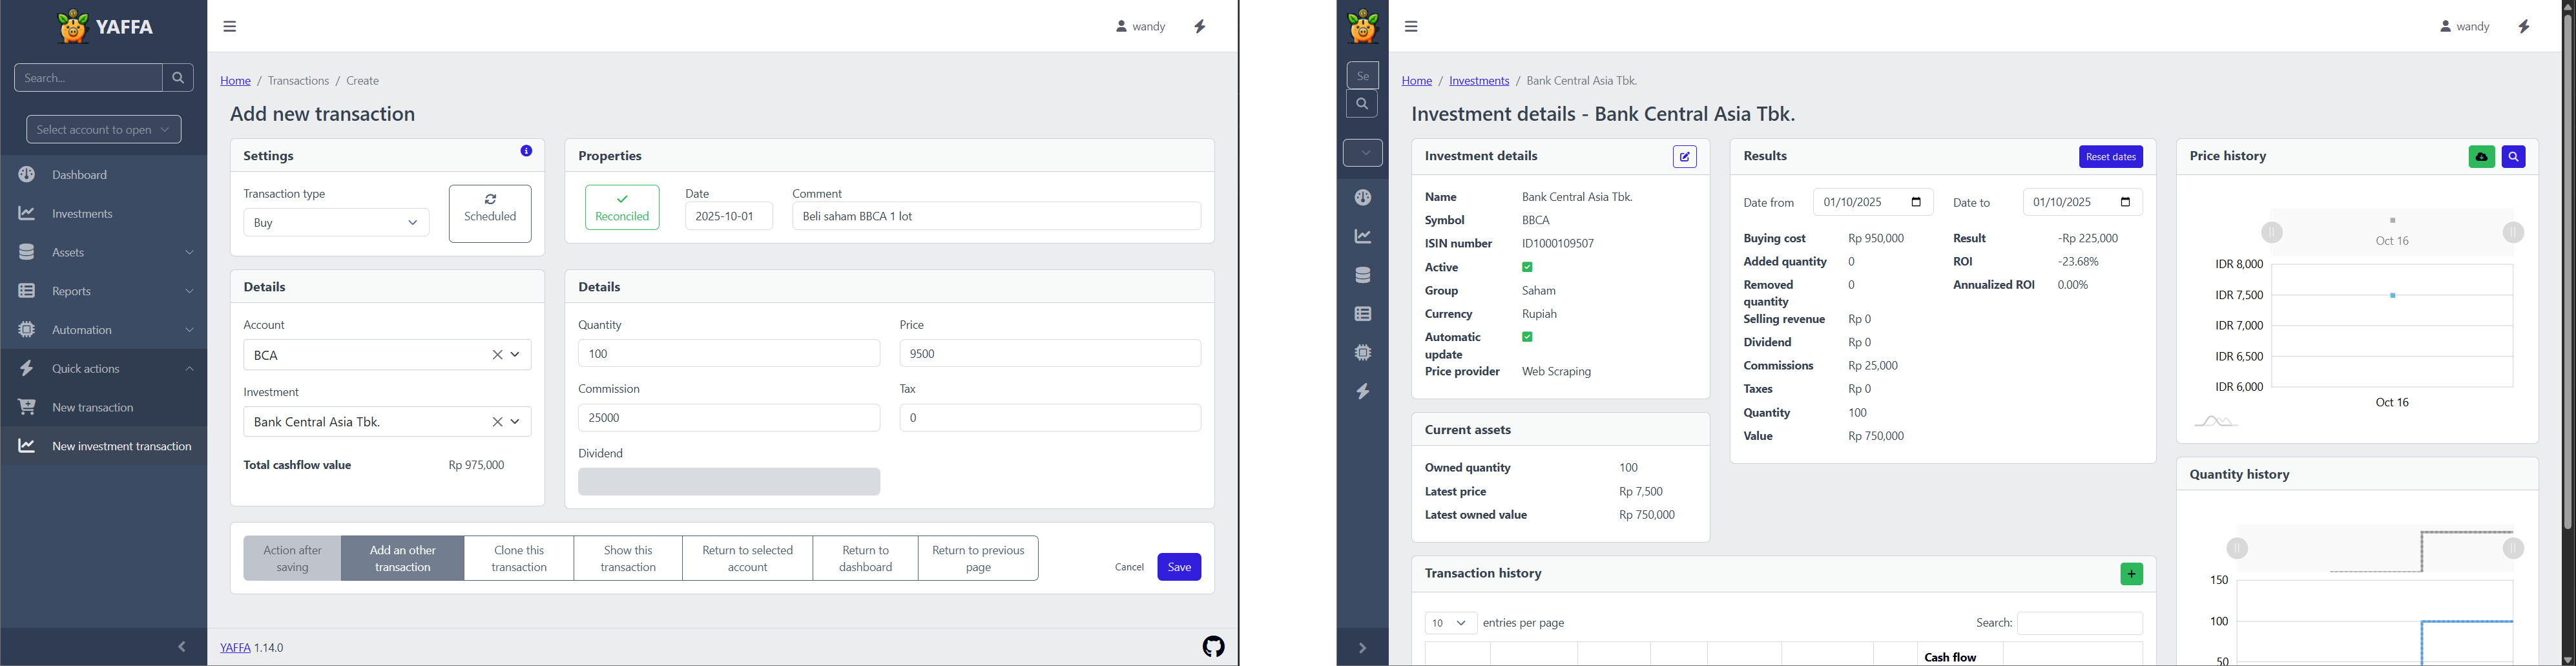 YAFFA
Search...
Select account to open
Dashboard
Investments
Assets
Reports
Automation
Quick actions
New transaction
New investment transaction
wandy
Home / Transactions / Create
Add new transaction
Settings
Transaction type
Buy
Scheduled
Properties
Reconciled
Date
2025-10-01
Comment
Beli saham BBCA 1 lot
Details
Account
BCA
Investment
Bank Central Asia Tbk.
Total cashflow value Rp 975,000
Details
Quantity
100
Price
9500
Commission
25000
Tax
0
Dividend
Action after saving
Add an other transaction
Clone this transaction
Show this transaction
Return to selected account
Return to dashboard
Return to previous page
Cancel
Save
YAFFA 1.14.0
Se
wandy
Home / Investments / Bank Central Asia Tbk.
Investment details - Bank Central Asia Tbk.
Investment details
Name Bank Central Asia Tbk.
Symbol BBCA
ISIN number ID1000109507
Active
Group Saham
Currency Rupiah
Automatic update
Price provider Web Scraping
Current assets
Owned quantity 100
Latest price Rp 7,500
Latest owned value Rp 750,000
Results
Reset dates
Date from 01/10/2025
Date to 01/10/2025
Buying cost Rp 950,000
Added quantity 0
Removed quantity 0
Selling revenue Rp 0
Dividend Rp 0
Commissions Rp 25,000
Taxes Rp 0
Quantity 100
Value Rp 750,000
Result -Rp 225,000
ROI -23.68%
Annualized ROI 0.00%
Transaction history
10 entries per page
Search:
Cash flow
Price history
Oct 16
IDR 8,000
IDR 7,500
IDR 7,000
IDR 6,500
IDR 6,000
Oct 16
Quantity history
150
100
50